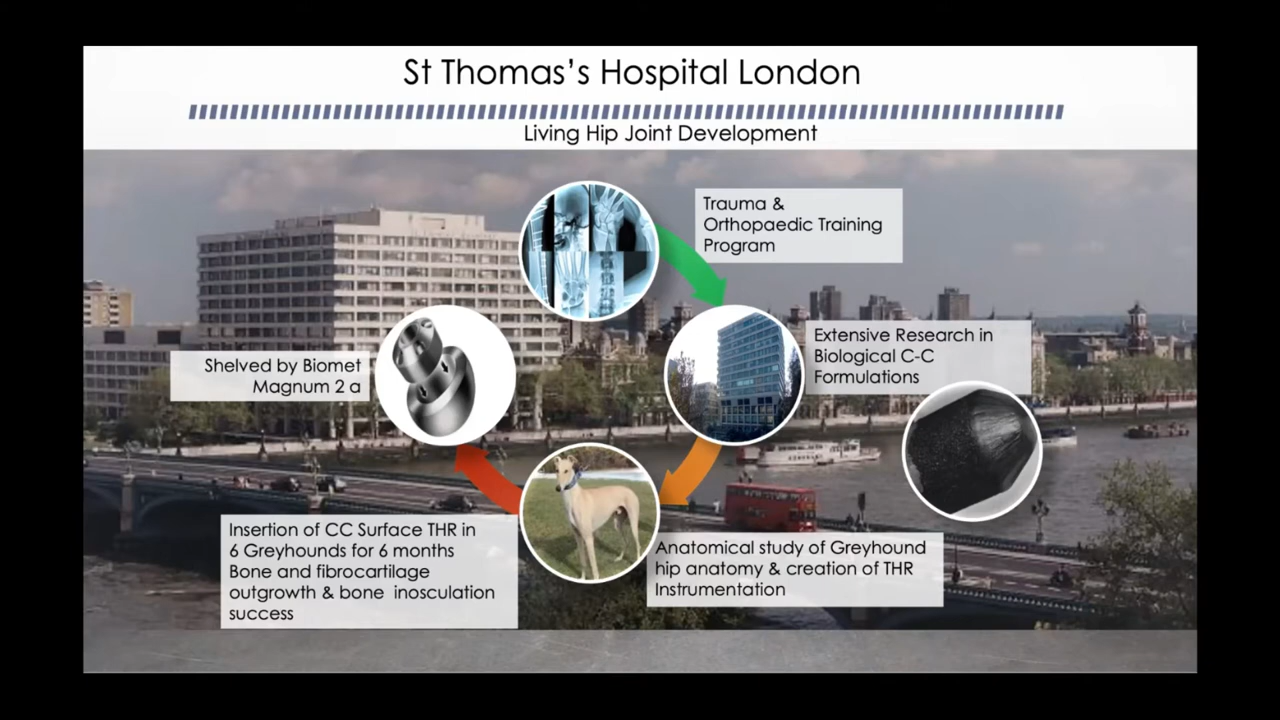 St Thomas's Hospital London
Living Hip Joint Development
Trauma &
Orthopaedic Training
Program
Extensive Research in
Biological C-C
Formulations
Anatomical study of Greyhound
hip anatomy & creation of THR
Instrumentation
Insertion of CC Surface THR in
6 Greyhounds for 6 months
Bone and fibrocartilage
outgrowth & bone inosculation
success
Shelved by Biomet
Magnum 2 a